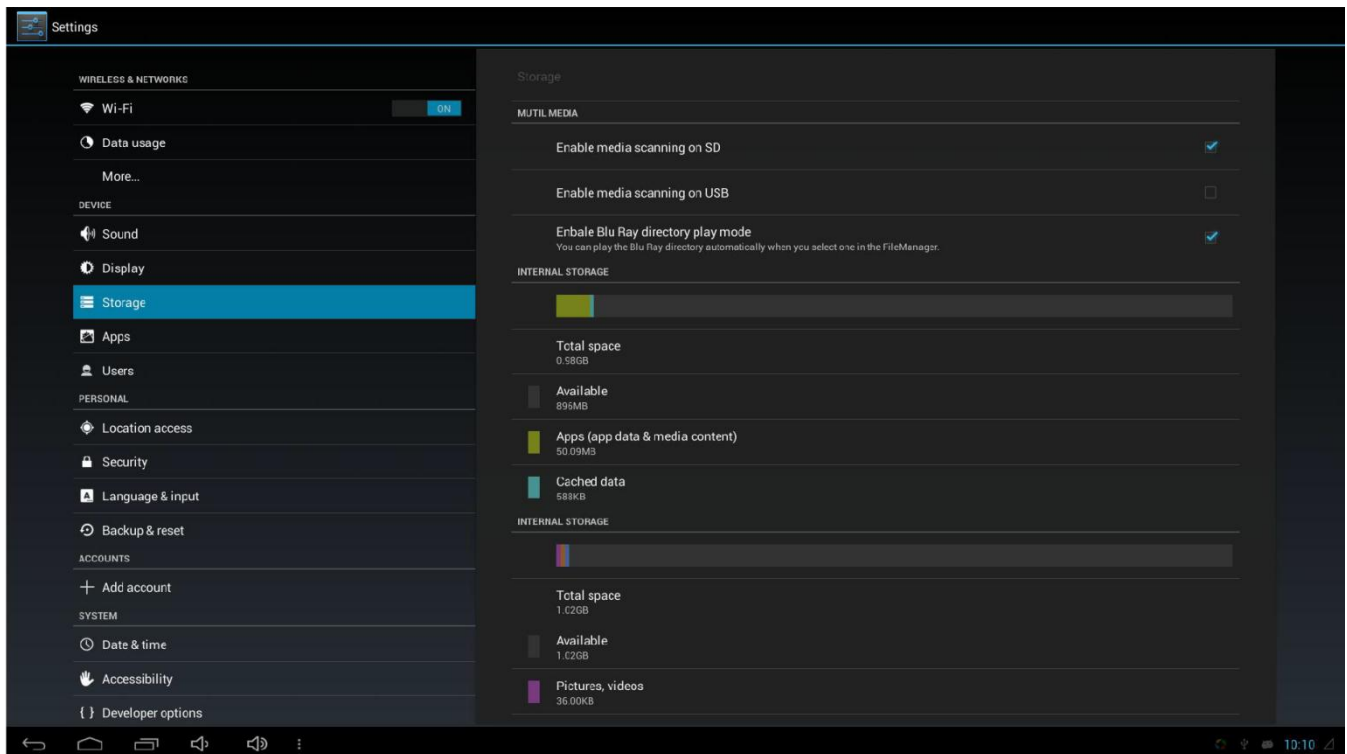 Settings
WIRELESS & NETWORKS
Wi-Fi
ON
Data usage
More...
DEVICE
Sound
Display
Storage
Apps
Users
PERSONAL
Location access
Security
Language & input
Backup & reset
ACCOUNTS
Add account
SYSTEM
Date & time
Accessibility
Developer options
Storage
MUTIL MEDIA
Enable media scanning on SD
Enable media scanning on USB
Enbale Blu Ray directory play mode
You can play the Blu Ray directory automatically when you select one in the FileManager.
INTERNAL STORAGE
Total space
0.98GB
Available
896MB
Apps (app data & media content)
50.09MB
Cached data
588KB
INTERNAL STORAGE
Total space
1.02GB
Available
1.02GB
Pictures, videos
36.00KB
10:10